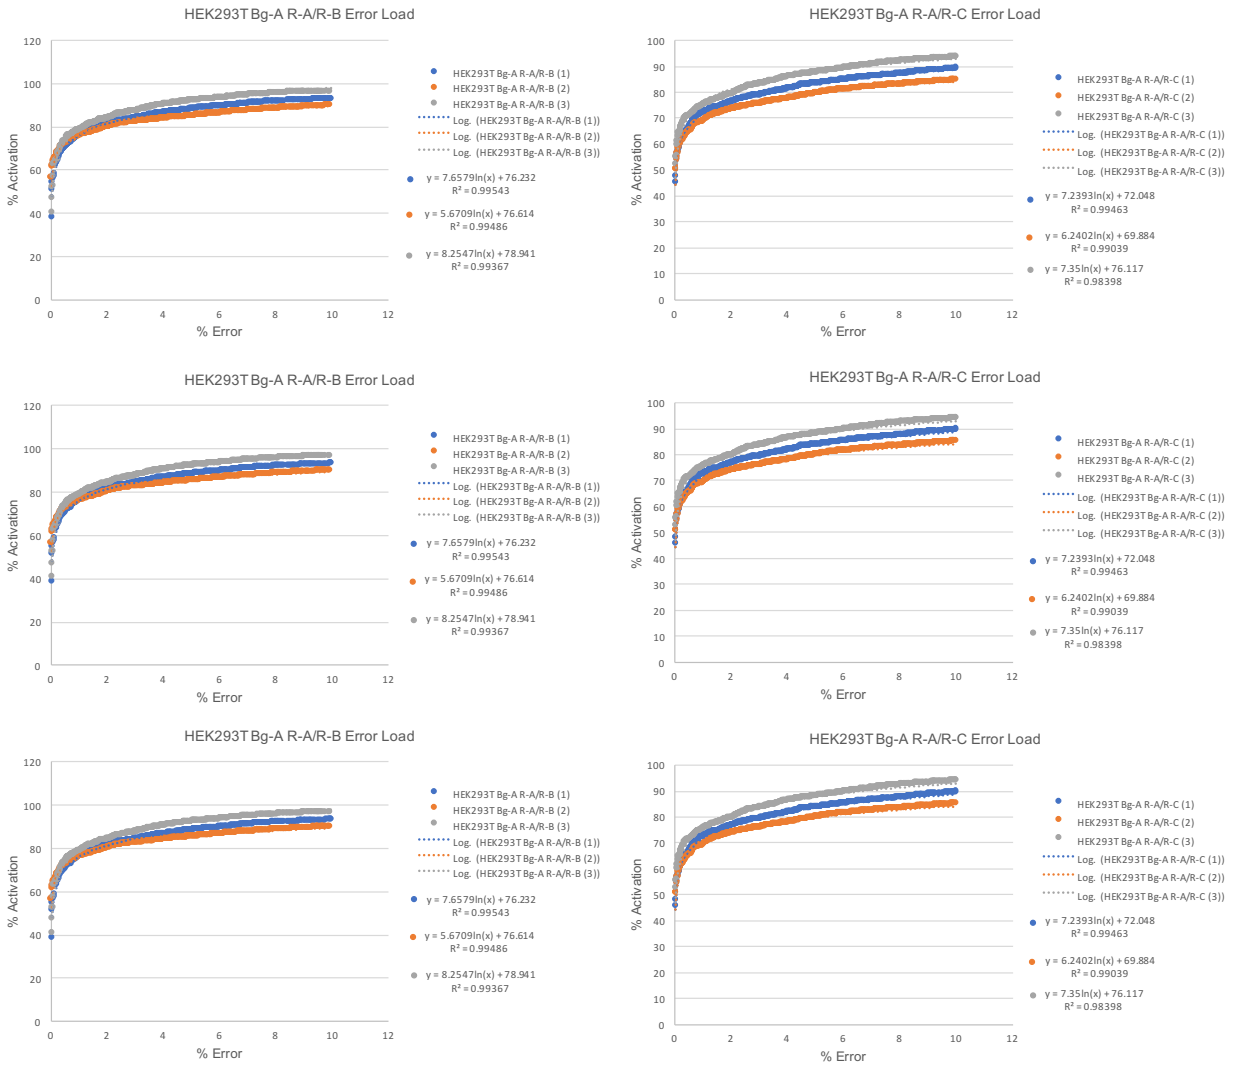 HEK293T Bg-A R-A/R-B Error Load
120
100
80
60
40
20
0
% Activation
0 2 4 6 8 10 12
% Error
HEK293T Bg-A R-A/R-B (1)
HEK293T Bg-A R-A/R-B (2)
HEK293T Bg-A R-A/R-B (3)
Log. (HEK293T Bg-A R-A/R-B (1))
Log. (HEK293T Bg-A R-A/R-B (2))
Log. (HEK293T Bg-A R-A/R-B (3))
y = 7.6579ln(x) + 76.232
R² = 0.99543
y = 5.6709ln(x) + 76.614
R² = 0.99486
y = 8.2547ln(x) + 78.941
R² = 0.99367
HEK293T Bg-A R-A/R-C Error Load
100
90
80
70
60
50
40
30
20
10
0
% Activation
0 2 4 6 8 10 12
% Error
HEK293T Bg-A R-A/R-C (1)
HEK293T Bg-A R-A/R-C (2)
HEK293T Bg-A R-A/R-C (3)
Log. (HEK293T Bg-A R-A/R-C (1))
Log. (HEK293T Bg-A R-A/R-C (2))
Log. (HEK293T Bg-A R-A/R-C (3))
y = 7.2393ln(x) + 72.048
R² = 0.99463
y = 6.2402ln(x) + 69.884
R² = 0.99039
y = 7.35ln(x) + 76.117
R² = 0.98398
HEK293T Bg-A R-A/R-B Error Load
120
100
80
60
40
20
0
% Activation
0 2 4 6 8 10 12
% Error
HEK293T Bg-A R-A/R-B (1)
HEK293T Bg-A R-A/R-B (2)
HEK293T Bg-A R-A/R-B (3)
Log. (HEK293T Bg-A R-A/R-B (1))
Log. (HEK293T Bg-A R-A/R-B (2))
Log. (HEK293T Bg-A R-A/R-B (3))
y = 7.6579ln(x) + 76.232
R² = 0.99543
y = 5.6709ln(x) + 76.614
R² = 0.99486
y = 8.2547ln(x) + 78.941
R² = 0.99367
HEK293T Bg-A R-A/R-C Error Load
100
90
80
70
60
50
40
30
20
10
0
% Activation
0 2 4 6 8 10 12
% Error
HEK293T Bg-A R-A/R-C (1)
HEK293T Bg-A R-A/R-C (2)
HEK293T Bg-A R-A/R-C (3)
Log. (HEK293T Bg-A R-A/R-C (1))
Log. (HEK293T Bg-A R-A/R-C (2))
Log. (HEK293T Bg-A R-A/R-C (3))
y = 7.2393ln(x) + 72.048
R² = 0.99463
y = 6.2402ln(x) + 69.884
R² = 0.99039
y = 7.35ln(x) + 76.117
R² = 0.98398
HEK293T Bg-A R-A/R-B Error Load
120
100
80
60
40
20
0
% Activation
0 2 4 6 8 10 12
% Error
HEK293T Bg-A R-A/R-B (1)
HEK293T Bg-A R-A/R-B (2)
HEK293T Bg-A R-A/R-B (3)
Log. (HEK293T Bg-A R-A/R-B (1))
Log. (HEK293T Bg-A R-A/R-B (2))
Log. (HEK293T Bg-A R-A/R-B (3))
y = 7.6579ln(x) + 76.232
R² = 0.99543
y = 5.6709ln(x) + 76.614
R² = 0.99486
y = 8.2547ln(x) + 78.941
R² = 0.99367
HEK293T Bg-A R-A/R-C Error Load
100
90
80
70
60
50
40
30
20
10
0
% Activation
0 2 4 6 8 10 12
% Error
HEK293T Bg-A R-A/R-C (1)
HEK293T Bg-A R-A/R-C (2)
HEK293T Bg-A R-A/R-C (3)
Log. (HEK293T Bg-A R-A/R-C (1))
Log. (HEK293T Bg-A R-A/R-C (2))
Log. (HEK293T Bg-A R-A/R-C (3))
y = 7.2393ln(x) + 72.048
R² = 0.99463
y = 6.2402ln(x) + 69.884
R² = 0.99039
y = 7.35ln(x) + 76.117
R² = 0.98398